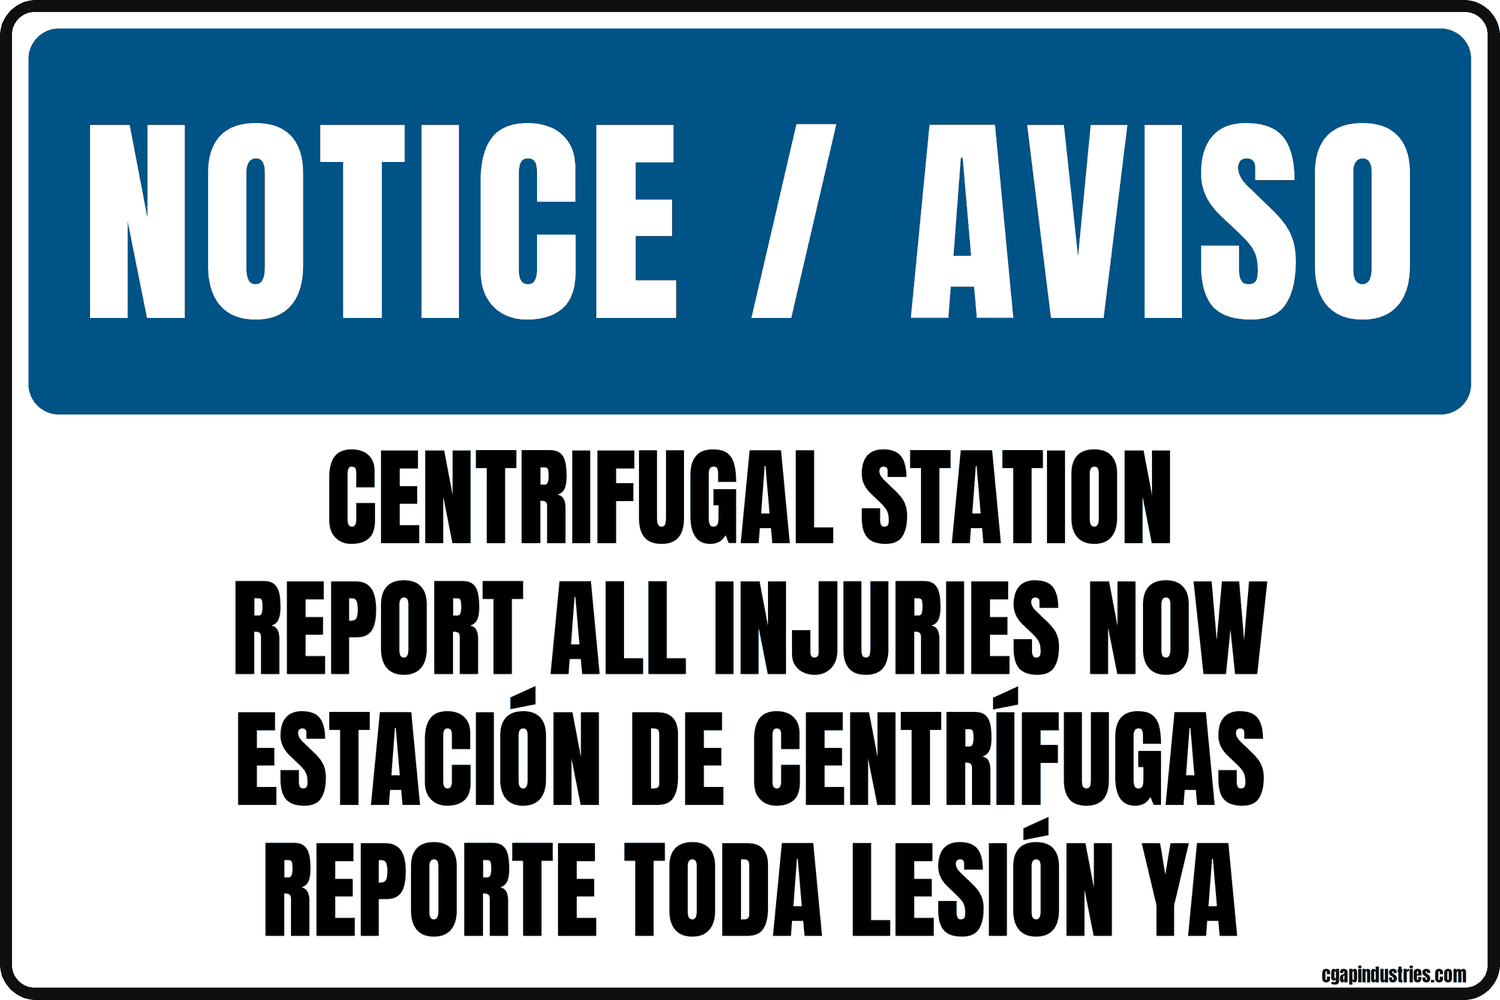 NOTICE / AVISO
CENTRIFUGAL STATION
REPORT ALL INJURIES NOW
ESTACIÓN DE CENTRÍFUGAS
REPORTE TODA LESIÓN YA
cgapindustries.com